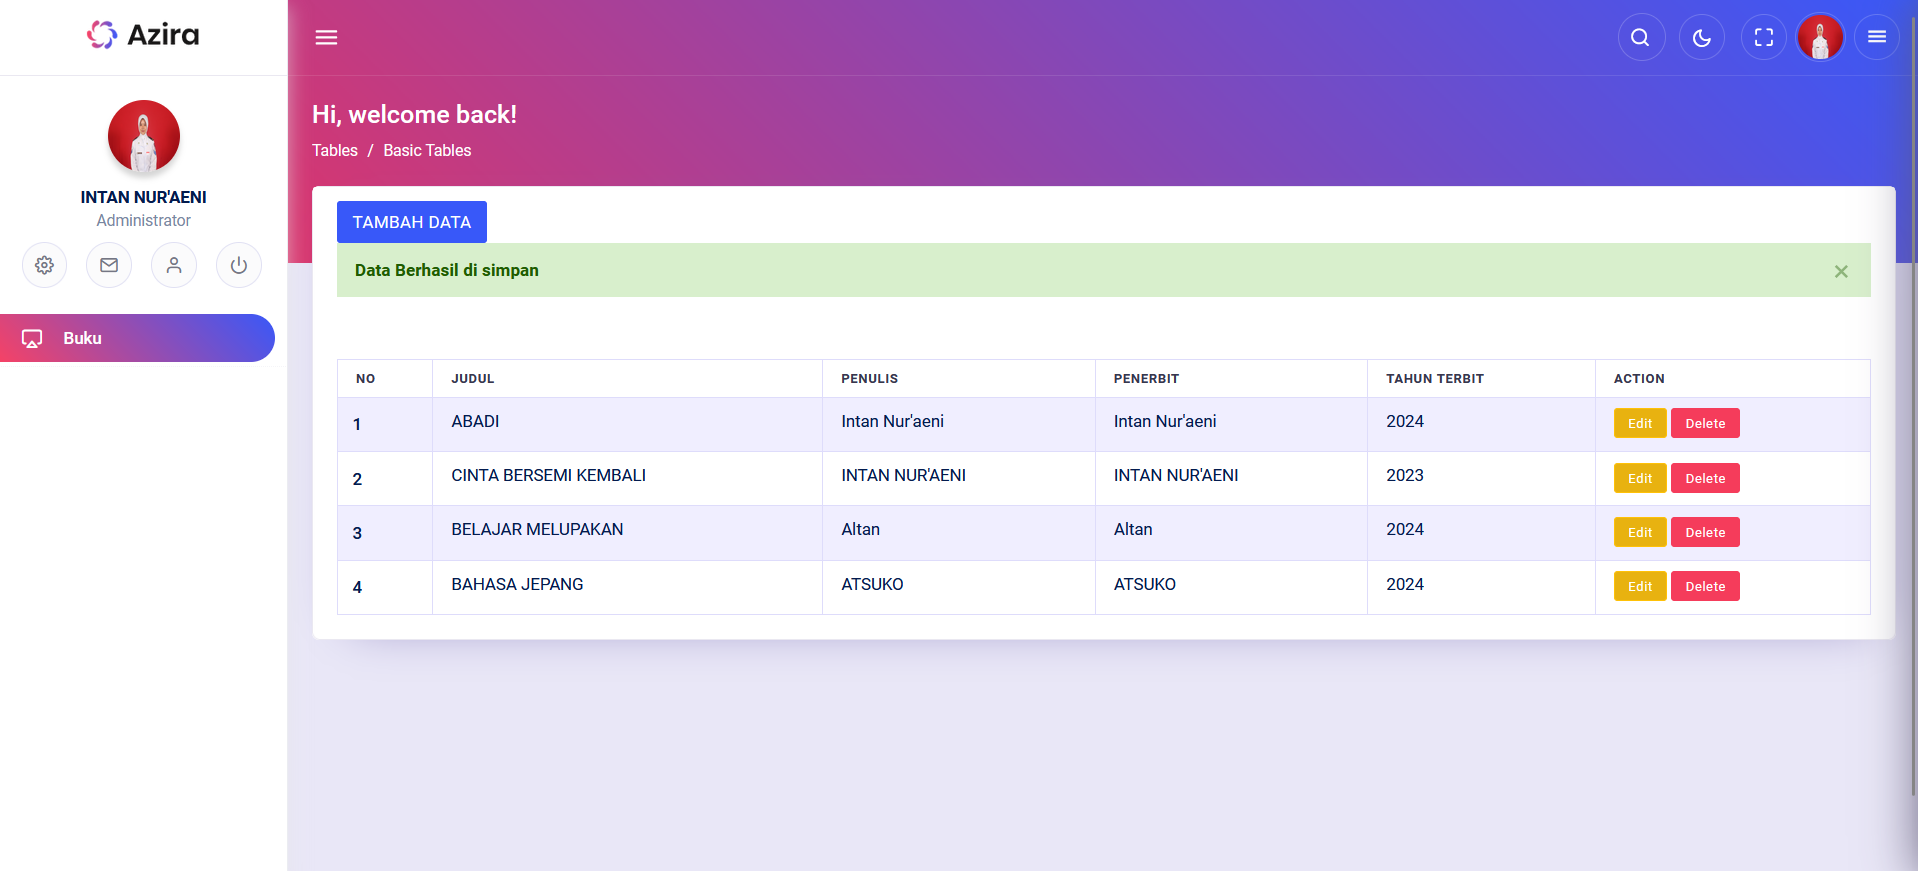 Azira
INTAN NUR'AENI
Administrator
Buku
Hi, welcome back!
Tables / Basic Tables
TAMBAH DATA
Data Berhasil di simpan
NO JUDUL PENULIS PENERBIT TAHUN TERBIT ACTION
1 ABADI Intan Nur'aeni Intan Nur'aeni 2024 Edit Delete
2 CINTA BERSEMI KEMBALI INTAN NUR'AENI INTAN NUR'AENI 2023 Edit Delete
3 BELAJAR MELUPAKAN Altan Altan 2024 Edit Delete
4 BAHASA JEPANG ATSUKO ATSUKO 2024 Edit Delete